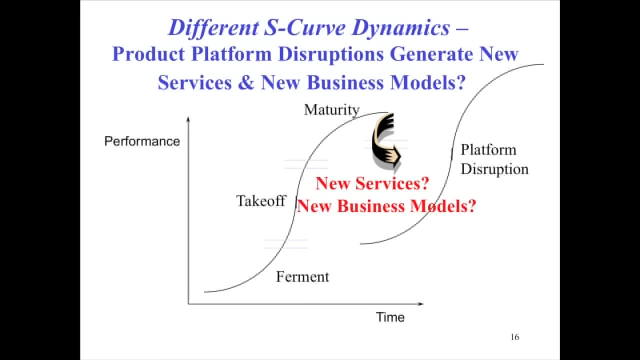 Different S-Curve Dynamics –
Product Platform Disruptions Generate New
Services & New Business Models?
Maturity
Performance
Platform
Disruption
New Services?
Takeoff
New Business Models?
Ferment
Time
16